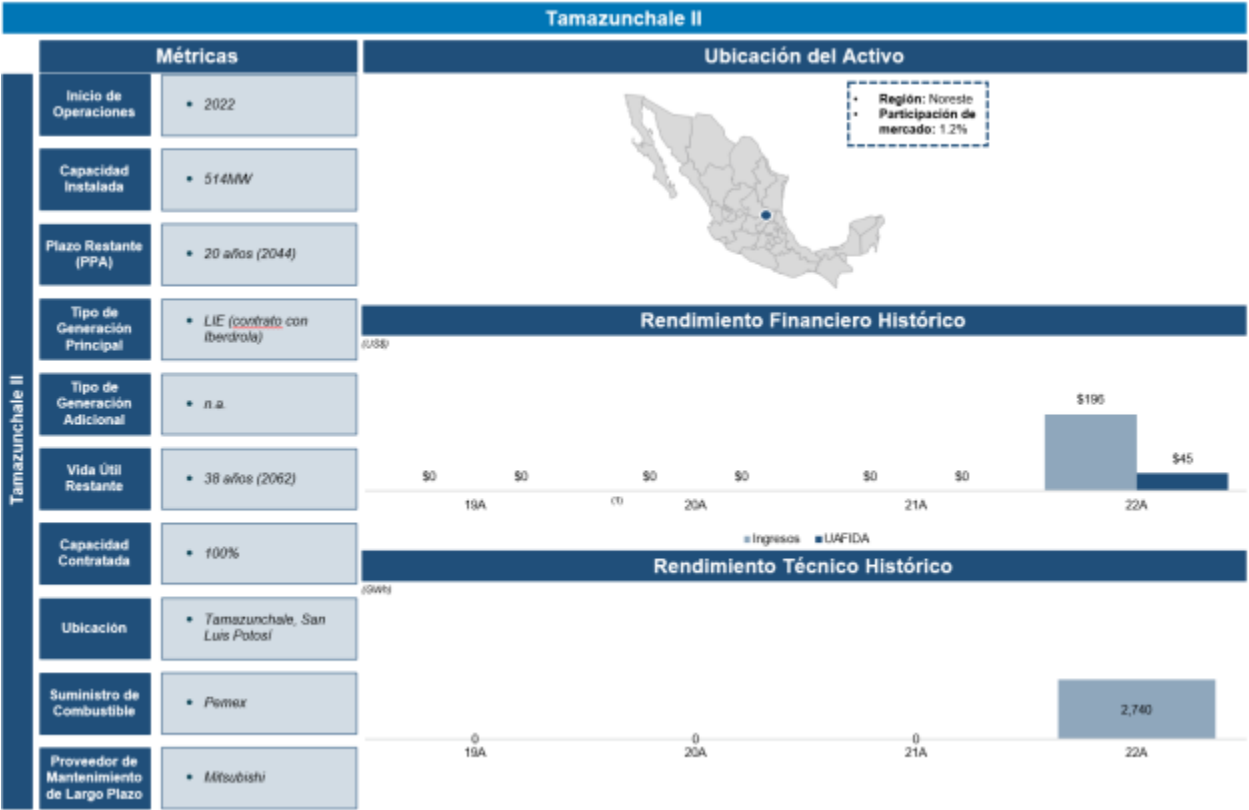 Tamazunchale II
Métricas
Ubicación del Activo
Tamazunchale II
Inicio de
Operaciones
• 2022
Capacidad
Instalada
• 514MW
Plazo Restante
(PPA)
• 20 años (2044)
Tipo de
Generación
Principal
• LIE (contrato con
Iberdrola)
Tipo de
Generación
Adicional
• n.a.
Vida Útil
Restante
• 38 años (2062)
Capacidad
Contratada
• 100%
Ubicación
• Tamazunchale, San
Luis Potosí
Suministro de
Combustible
• Pemex
Proveedor de
Mantenimiento
de Largo Plazo
• Mitsubishi
• Región: Noreste
• Participación de
mercado: 1.2%
Rendimiento Financiero Histórico
(US$)
$196
$45
$0 $0 $0 $0 $0 $0
19A (1) 20A 21A 22A
Ingresos UAFIDA
Rendimiento Técnico Histórico
(GWh)
2,740
0 0 0
19A 20A 21A 22A